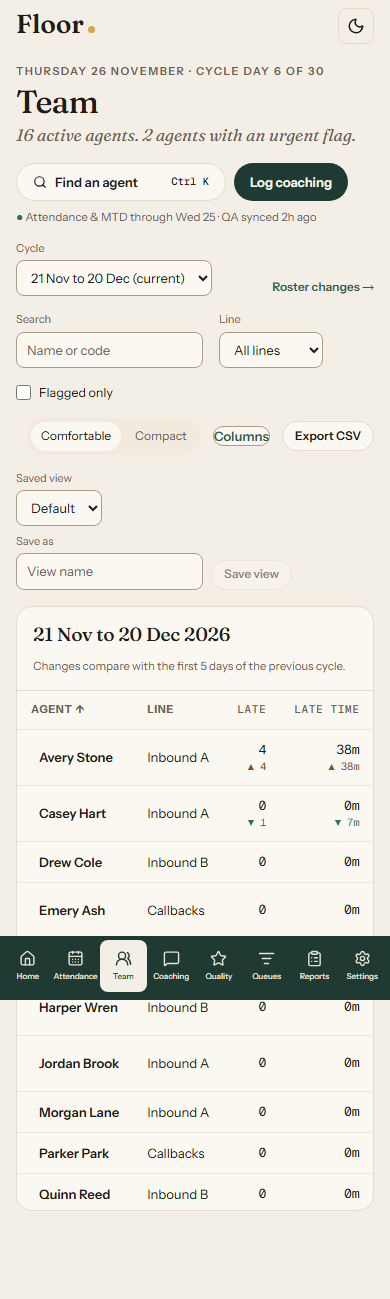 Floor
THURSDAY 26 NOVEMBER · CYCLE DAY 6 OF 30
Team
16 active agents. 2 agents with an urgent flag.
Find an agent Ctrl K Log coaching
Attendance & MTD through Wed 25 · QA synced 2h ago
Cycle
21 Nov to 20 Dec (current)
Roster changes →
Search Line
Name or code All lines
Flagged only
Comfortable Compact Columns Export CSV
Saved view
Default
Save as
View name Save view
21 Nov to 20 Dec 2026
Changes compare with the first 5 days of the previous cycle.
AGENT ↑ LINE LATE LATE TIME
Avery Stone Inbound A 4 38m
▲ 4 ▲ 38m
Casey Hart Inbound A 0 0m
▼ 1 ▼ 7m
Drew Cole Inbound B 0 0m
Emery Ash Callbacks 0 0m
Home Attendance Team Coaching Quality Queues Reports Settings
Harper Wren Inbound B 0 0m
Jordan Brook Inbound A 0 0m
Morgan Lane Inbound A 0 0m
Parker Park Callbacks 0 0m
Quinn Reed Inbound B 0 0m